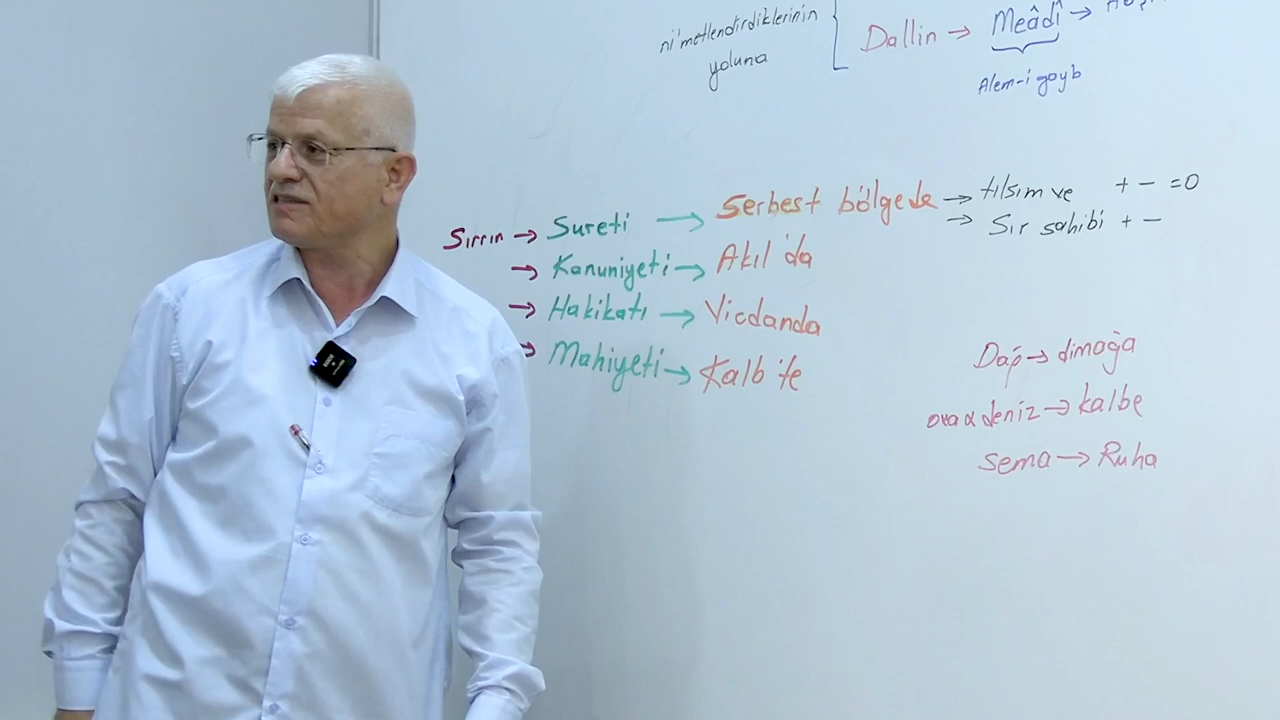 ni'metlendirdiklerinin
yoluna
Dallin → Meâdî →
Alem-i gayb
Sırrın → Sureti → Serbest bölgede → tılsım ve + - =0
→ Sır sahibi + -
→ Kanuniyeti → Akıl'da
→ Hakikatı → Vicdanda
→ Mahiyeti → Kalb'te
Dağ → dimağa
ova & deniz → kalbe
sema → Ruha